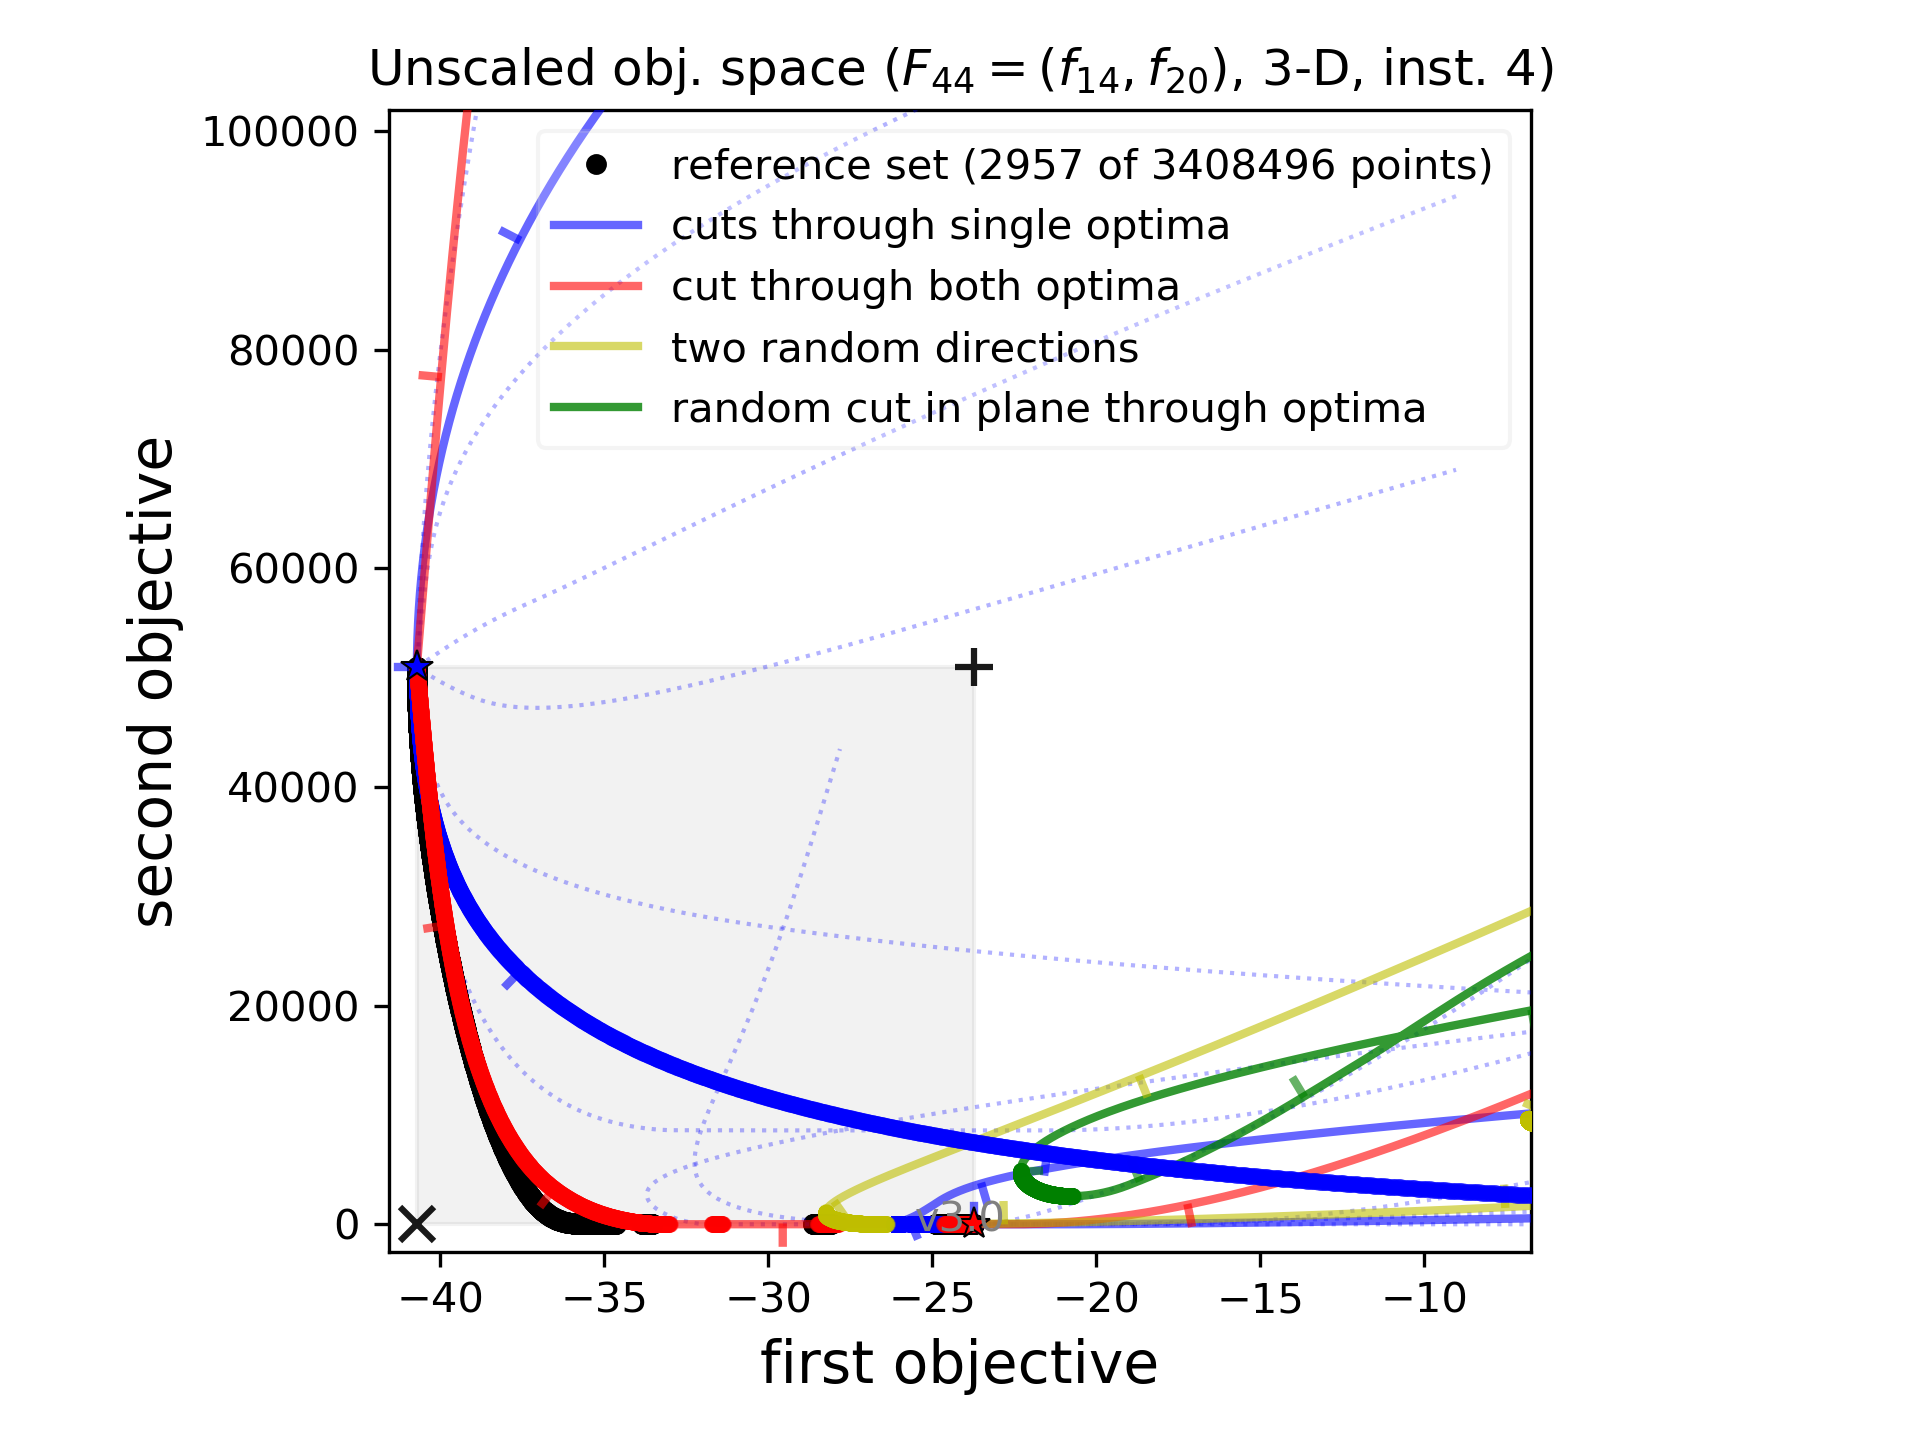 Unscaled obj. space (F44 = (f14, f20), 3-D, inst. 4)
100000
80000
60000
40000
20000
0
second objective
reference set (2957 of 3408496 points)
cuts through single optima
cut through both optima
two random directions
random cut in plane through optima
v3.0
−40
−35
−30
−25
−20
−15
−10
first objective